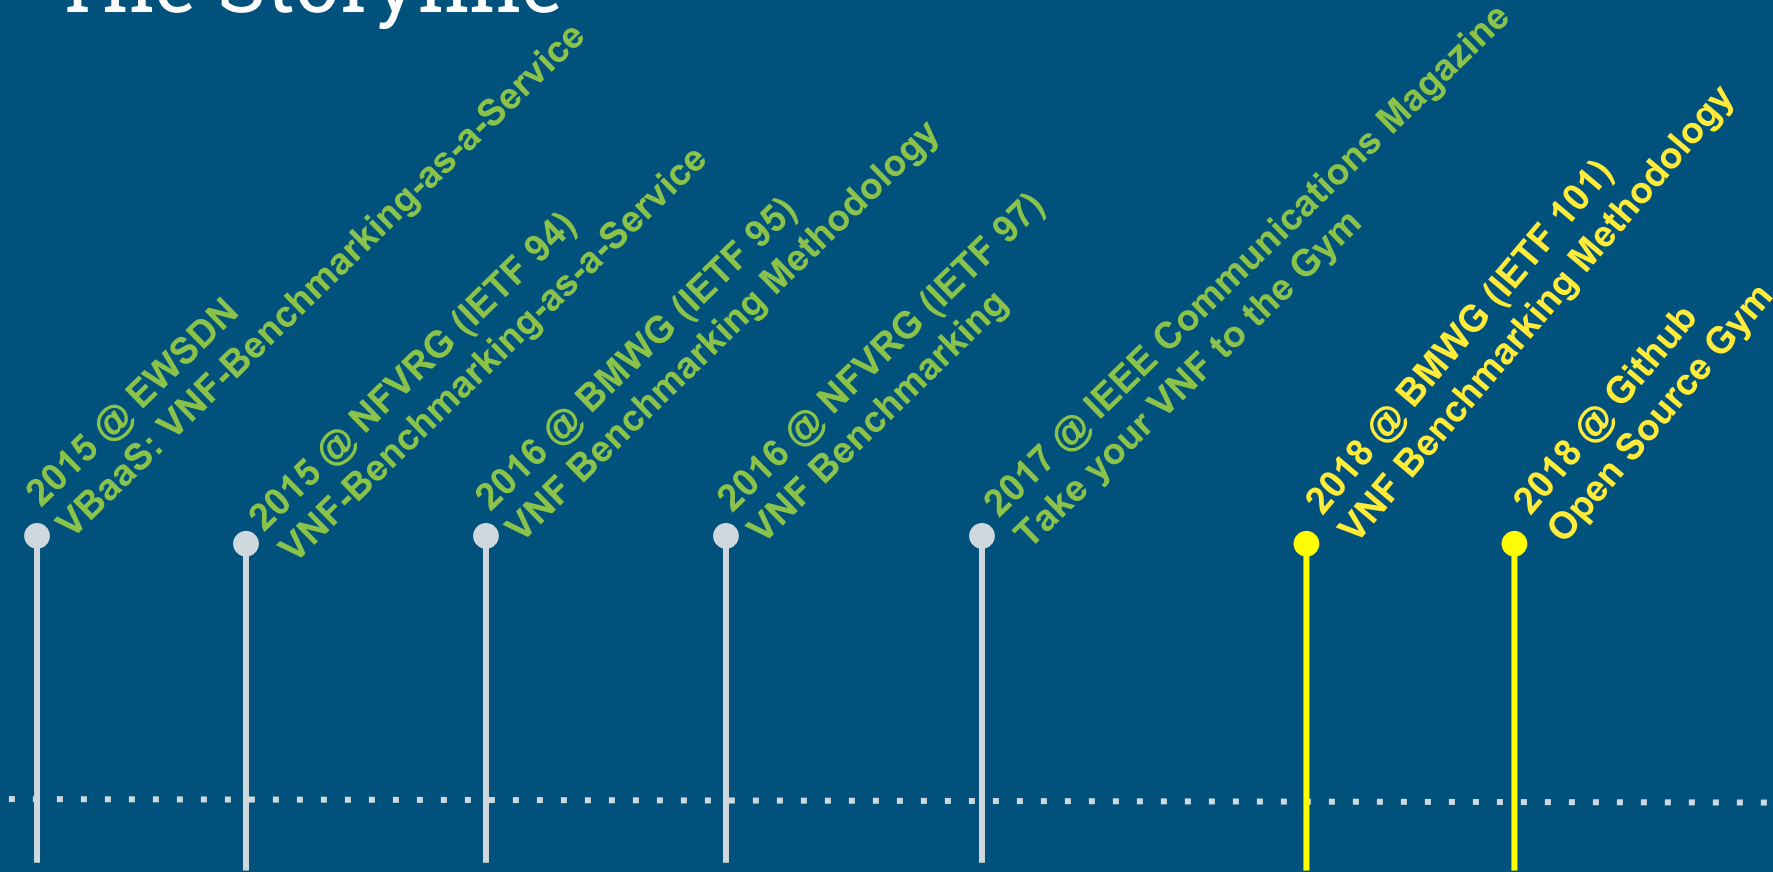 The Storyline
2015 @ EWSDN
VBaaS: VNF-Benchmarking-as-a-Service
2015 @ NFVRG (IETF 94)
VNF-Benchmarking-as-a-Service
2016 @ BMWG (IETF 95)
VNF Benchmarking Methodology
2016 @ NFVRG (IETF 97)
VNF Benchmarking
2017 @ IEEE Communications Magazine
Take your VNF to the Gym
2018 @ BMWG (IETF 101)
VNF Benchmarking Methodology
2018 @ Github
Open Source Gym